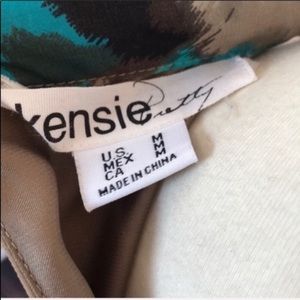 kensie Pretty
U.S. M
MEX M
CA M
MADE IN CHINA